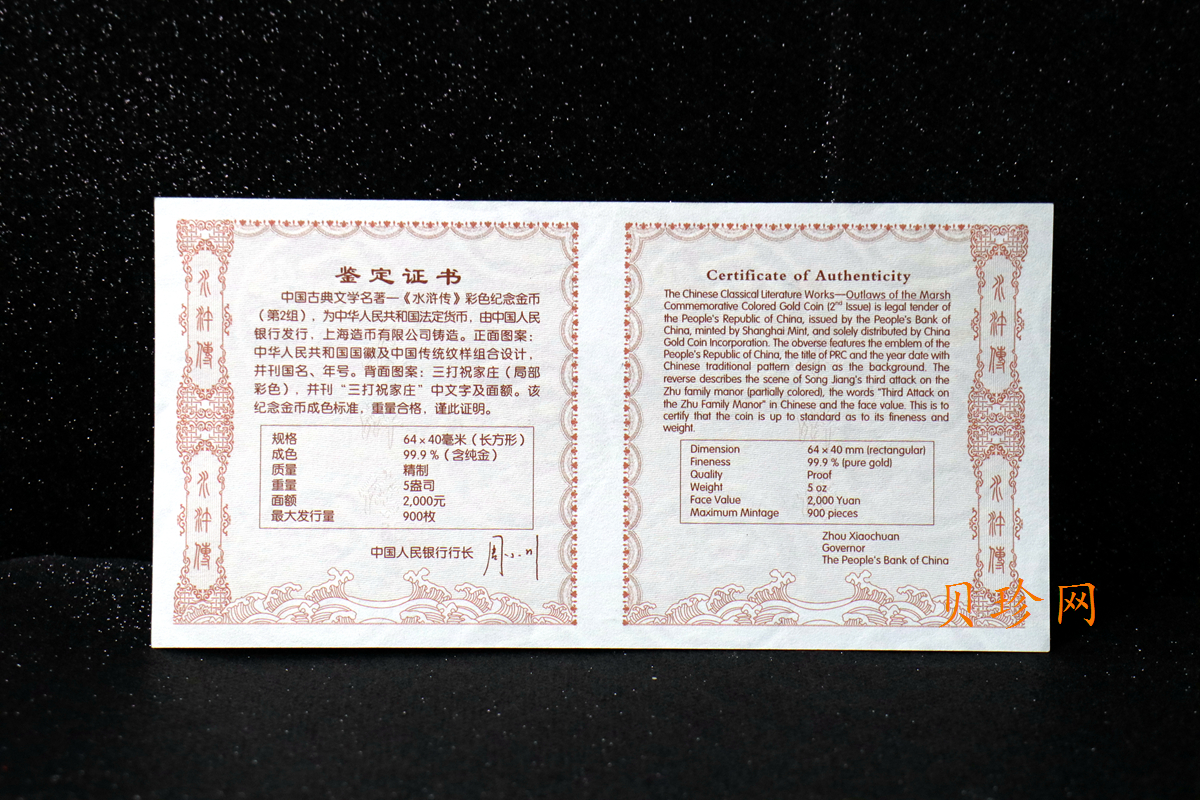 鉴定证书
中国古典文学名著—《水浒传》彩色纪念金币
（第2组），为中华人民共和国法定货币，由中国人民
银行发行，上海造币有限公司铸造。正面图案：
中华人民共和国国徽及中国传统纹样组合设计，
并刊国名、年号。背面图案：三打祝家庄（局部
彩色），并刊“三打祝家庄”中文字及面额。该
纪念金币成色标准，重量合格，谨此证明。
规格 64×40毫米（长方形）
成色 99.9％（含纯金）
质量 精制
重量 5盎司
面额 2,000元
最大发行量 900枚
中国人民银行行长 周小川
水浒傳
水浒傳
Certificate of Authenticity
The Chinese Classical Literature Works—Outlaws of the Marsh
Commemorative Colored Gold Coin (2nd Issue) is legal tender of
the People's Republic of China, issued by the People's Bank of
China, minted by Shanghai Mint, and solely distributed by China
Gold Coin Incorporation. The obverse features the emblem of the
People's Republic of China, the title of PRC and the year date with
Chinese traditional pattern design as the background. The
reverse describes the scene of Song Jiang's third attack on the
Zhu family manor (partially colored), the words "Third Attack on
the Zhu Family Manor" in Chinese and the face value. This is to
certify that the coin is up to standard as to its fineness and
weight.
Dimension 64 × 40 mm (rectangular)
Fineness 99.9 % (pure gold)
Quality Proof
Weight 5 oz
Face Value 2,000 Yuan
Maximum Mintage 900 pieces
Zhou Xiaochuan
Governor
The People's Bank of China
水浒傳
水浒傳
贝珍网